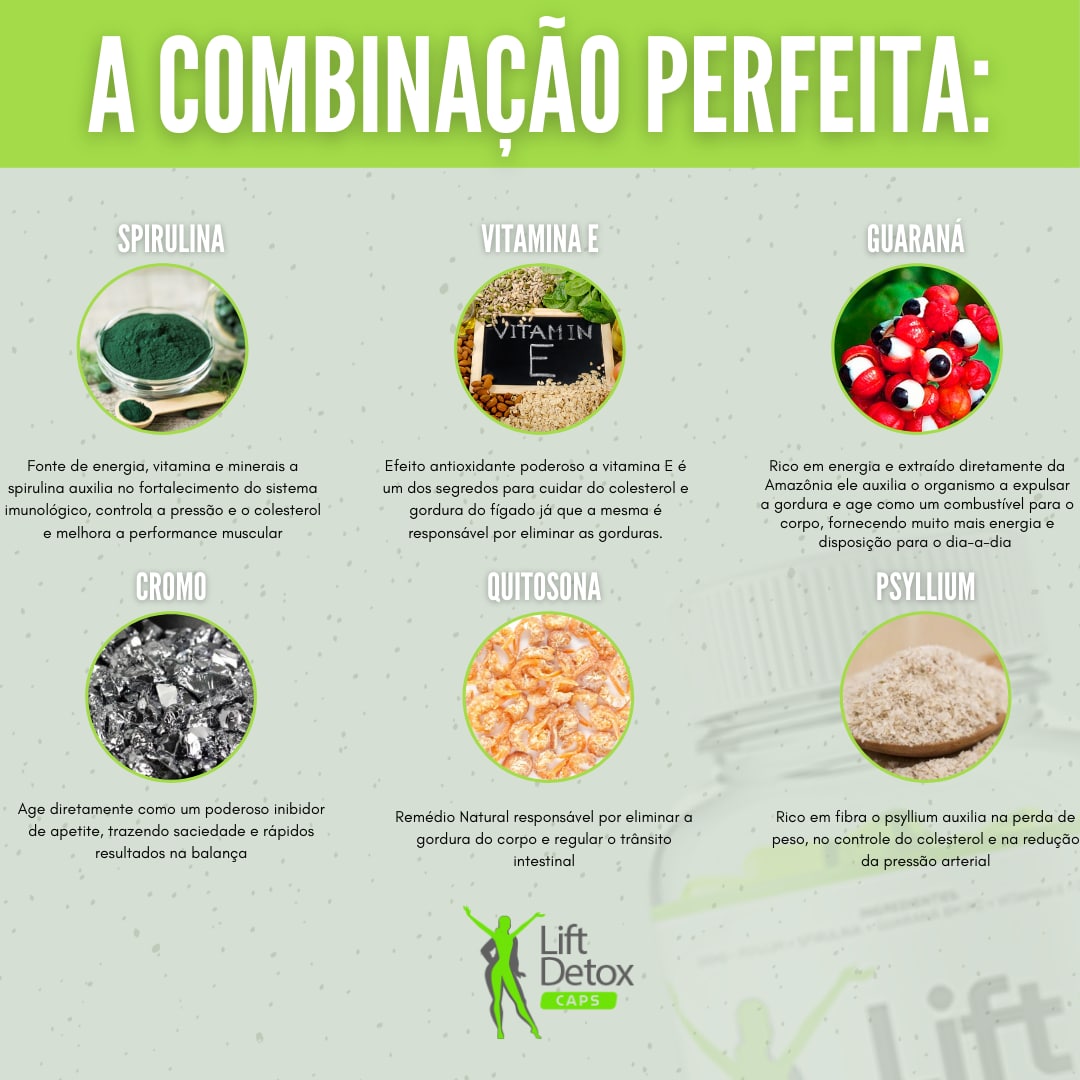 A COMBINAÇÃO PERFEITA:
SPIRULINA
Fonte de energia, vitamina e minerais a
spirulina auxilia no fortalecimento do sistema
imunológico, controla a pressão e o colesterol
e melhora a performance muscular
VITAMINA E
VITAMIN
E
Efeito antioxidante poderoso a vitamina E é
um dos segredos para cuidar do colesterol e
gordura do fígado já que a mesma é
responsável por eliminar as gorduras.
GUARANÁ
Rico em energia e extraído diretamente da
Amazônia ele auxilia o organismo a expulsar
a gordura e age como um combustível para o
corpo, fornecendo muito mais energia e
disposição para o dia-a-dia
CROMO
Age diretamente como um poderoso inibidor
de apetite, trazendo saciedade e rápidos
resultados na balança
QUITOSONA
Remédio Natural responsável por eliminar a
gordura do corpo e regular o trânsito
intestinal
PSYLLIUM
Rico em fibra o psyllium auxilia na perda de
peso, no controle do colesterol e na redução
da pressão arterial
Lift
Detox
CAPS
INGREDIENTES
Lift